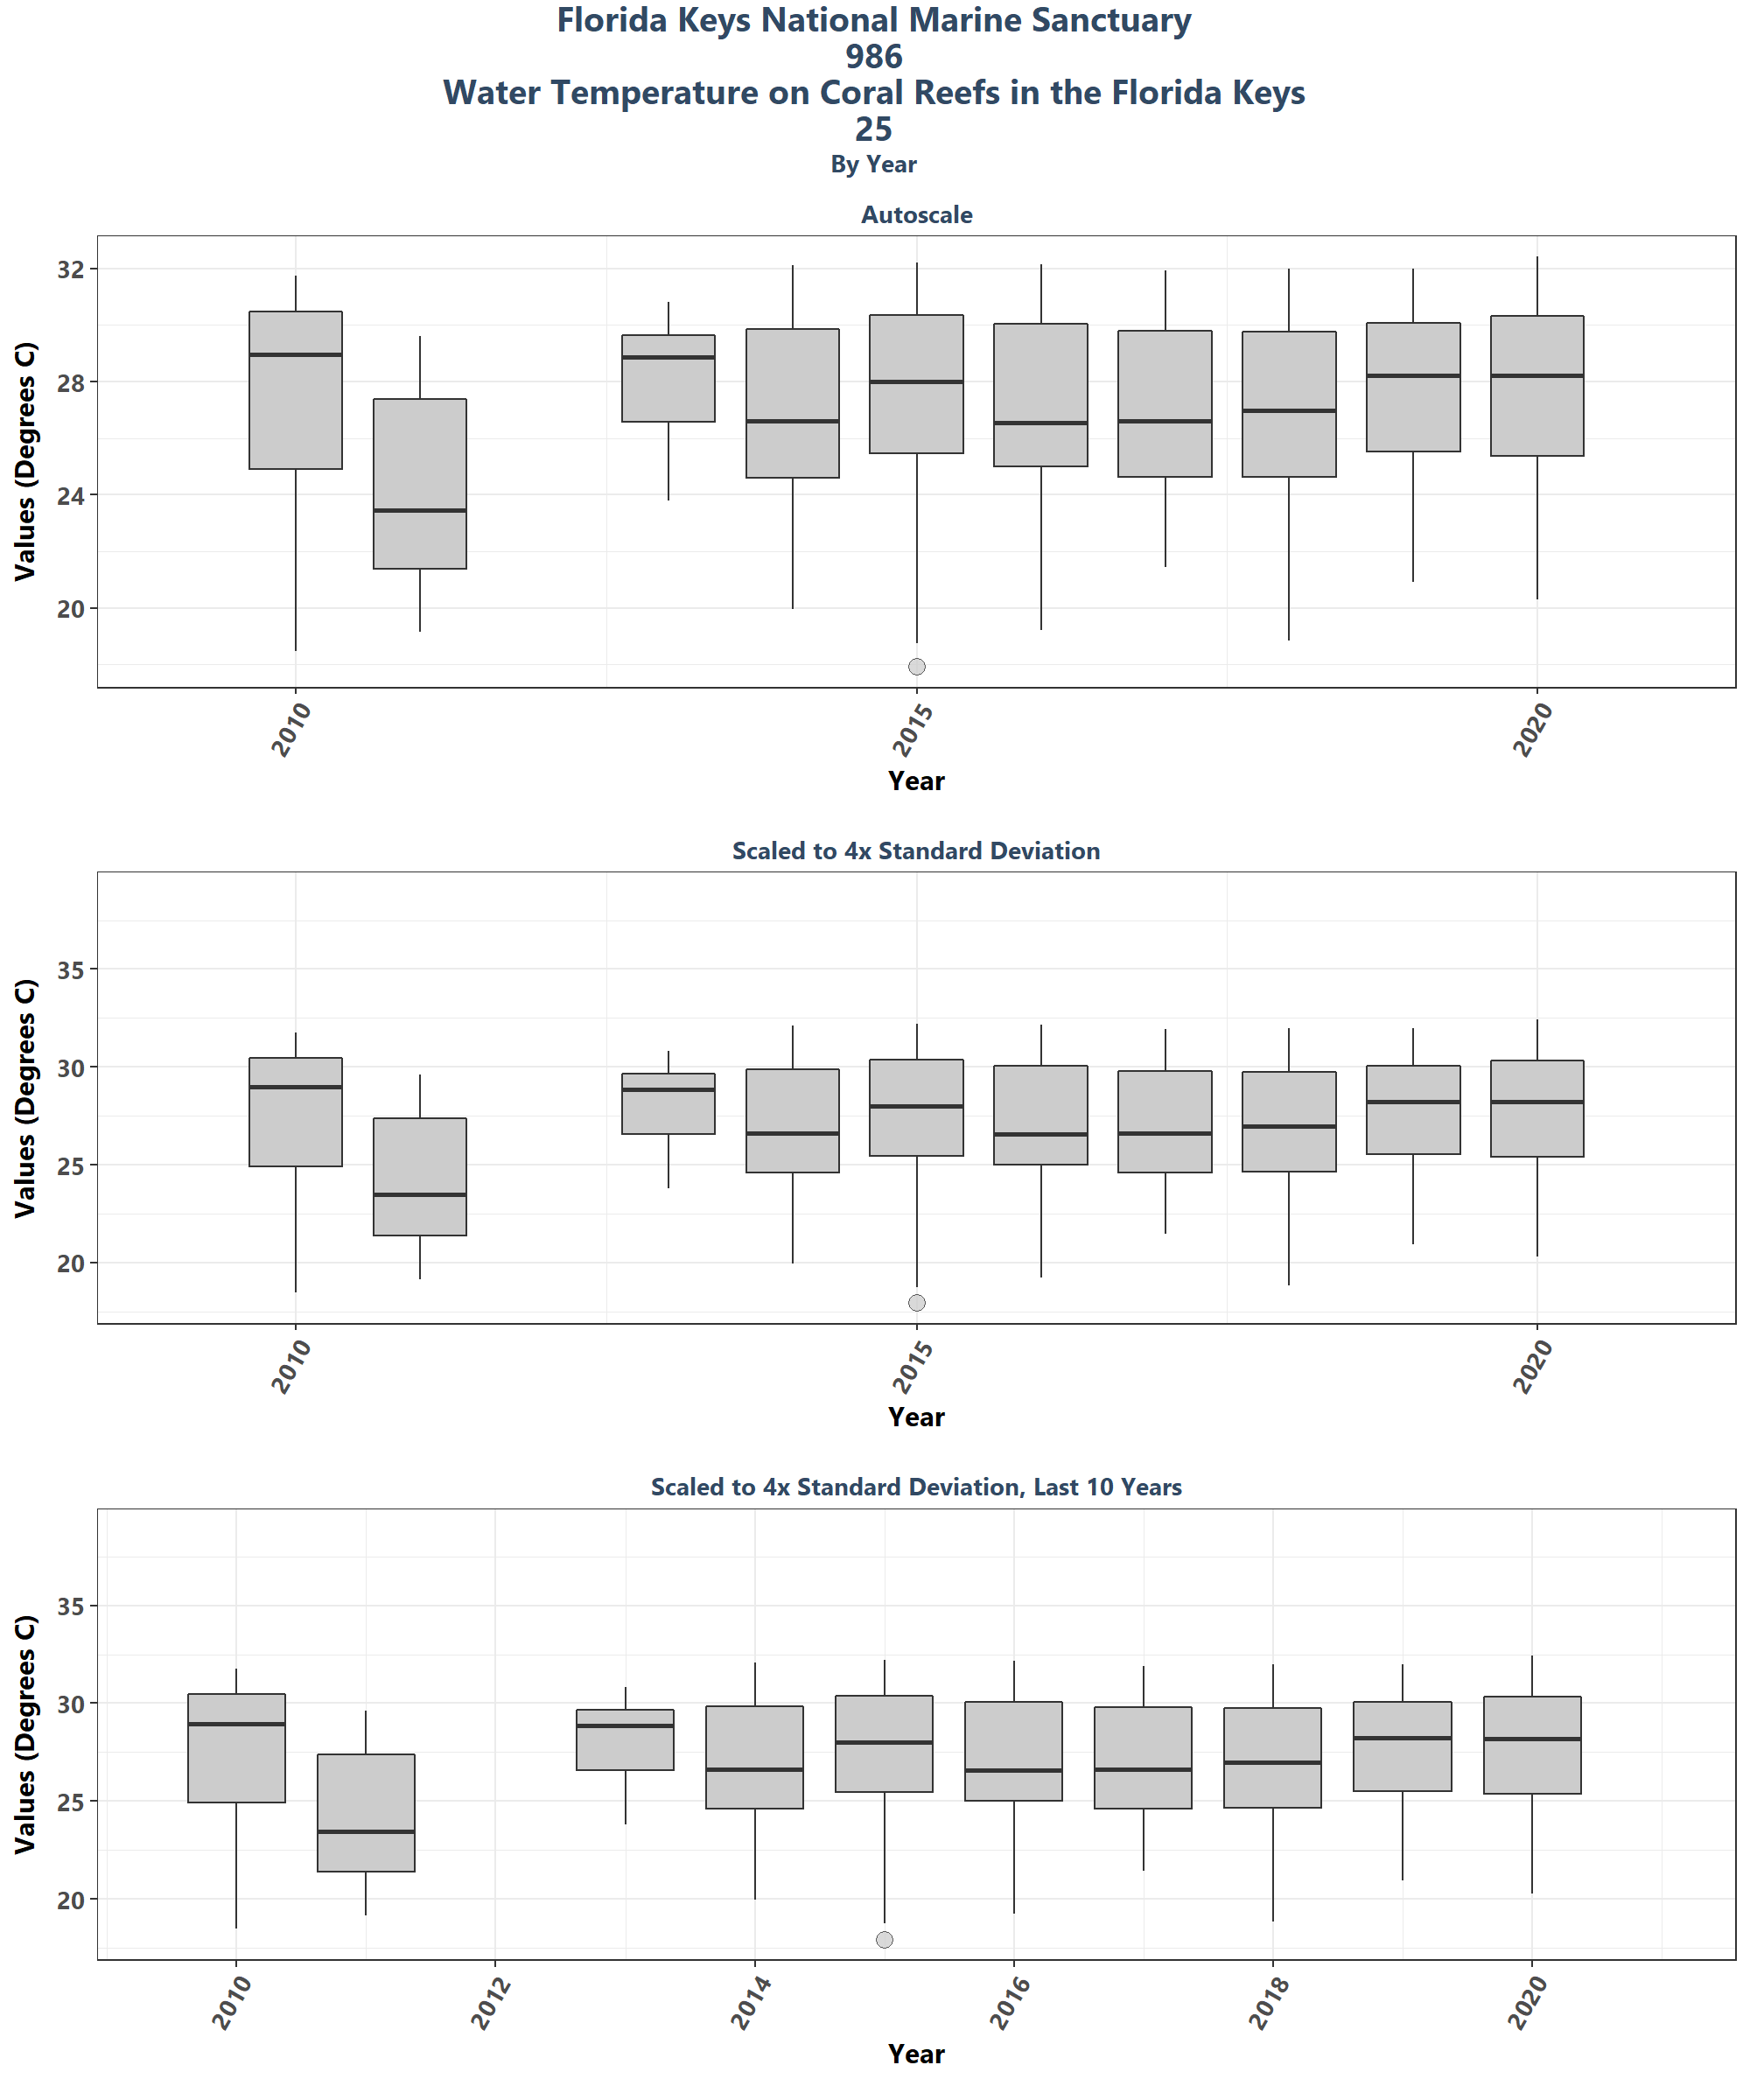 Florida Keys National Marine Sanctuary
986
Water Temperature on Coral Reefs in the Florida Keys
25
By Year
Autoscale
Values (Degrees C)
32
28
24
20
2010
2015
2020
Year
Scaled to 4x Standard Deviation
Values (Degrees C)
35
30
25
20
2010
2015
2020
Year
Scaled to 4x Standard Deviation, Last 10 Years
Values (Degrees C)
35
30
25
20
2010
2012
2014
2016
2018
2020
Year